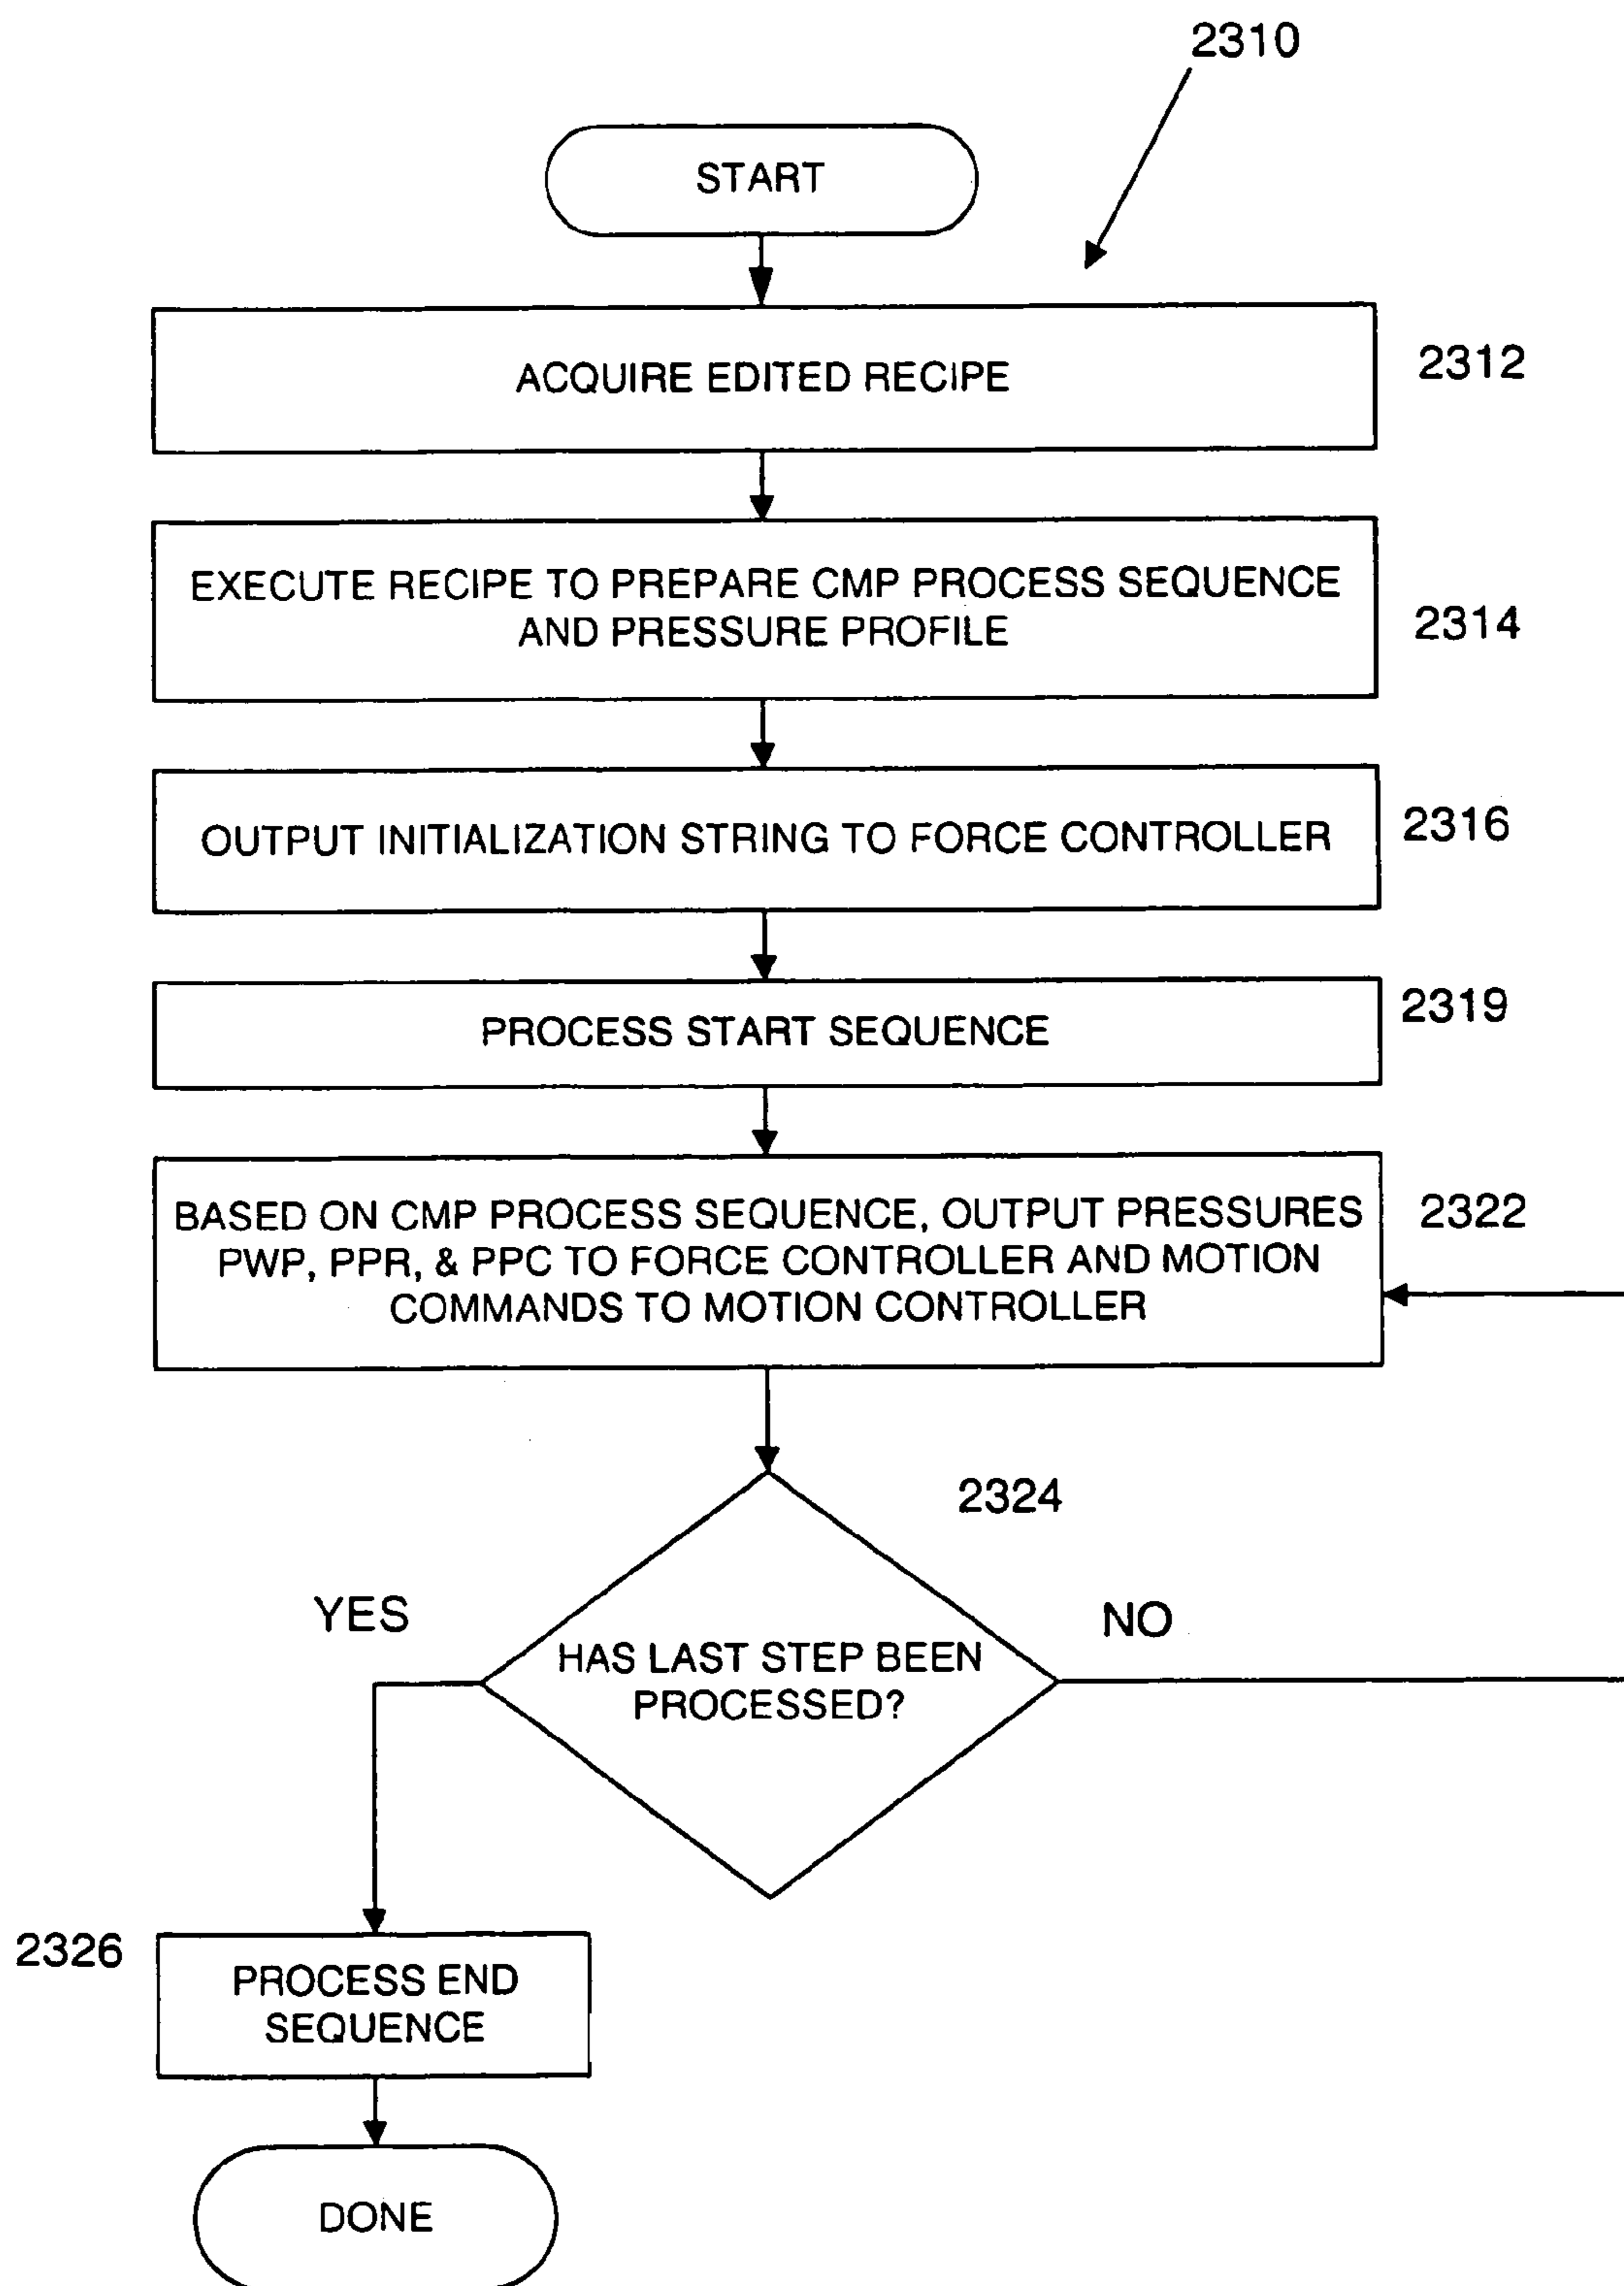 2310
START
ACQUIRE EDITED RECIPE
2312
EXECUTE RECIPE TO PREPARE CMP PROCESS SEQUENCE
AND PRESSURE PROFILE
2314
OUTPUT INITIALIZATION STRING TO FORCE CONTROLLER
2316
PROCESS START SEQUENCE
2319
BASED ON CMP PROCESS SEQUENCE, OUTPUT PRESSURES
PWP, PPR, & PPC TO FORCE CONTROLLER AND MOTION
COMMANDS TO MOTION CONTROLLER
2322
2324
YES
NO
HAS LAST STEP BEEN
PROCESSED?
2326
PROCESS END
SEQUENCE
DONE